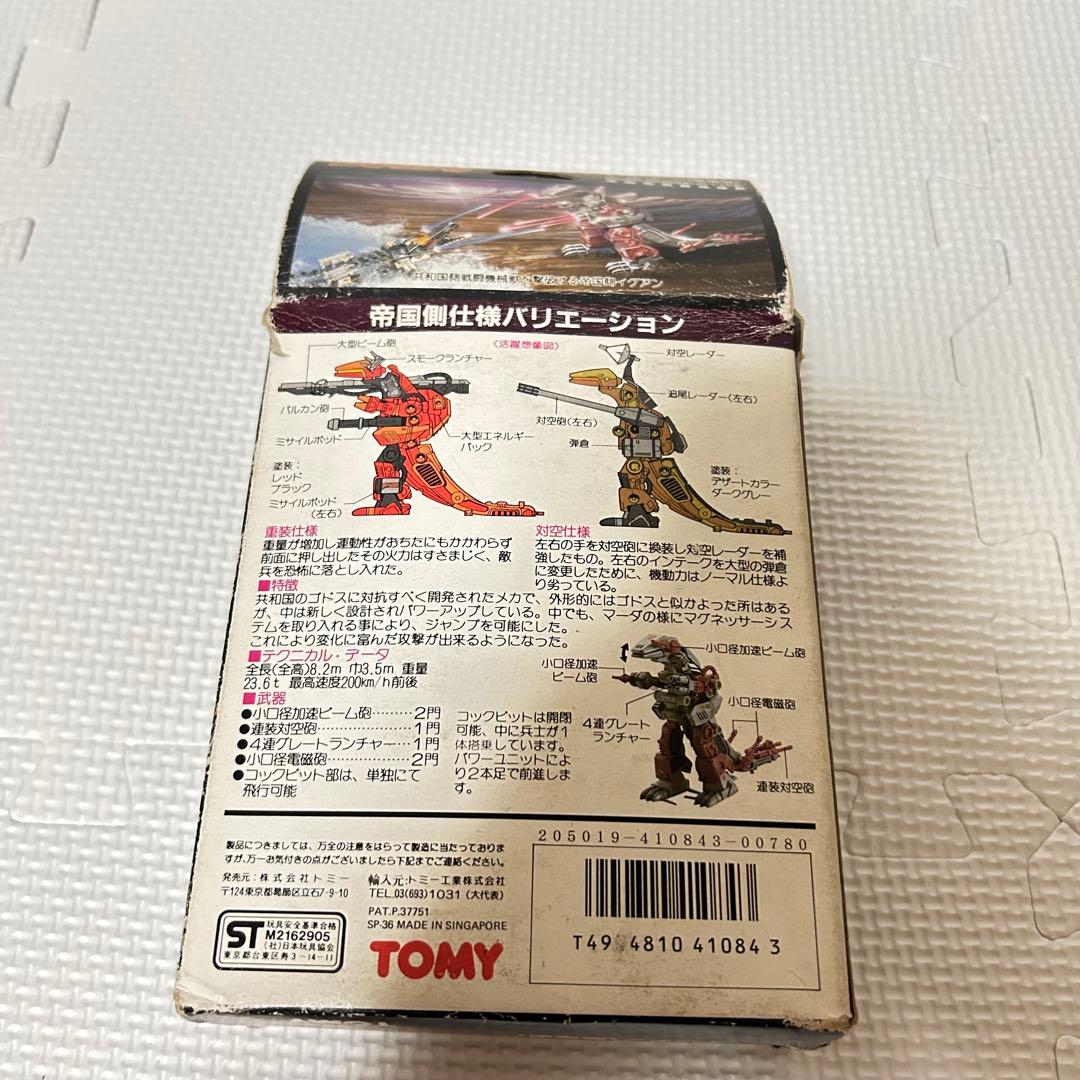 共和国側戦闘機械獣を撃破する帝国側イグアン
帝国側仕様バリエーション
〈活躍想像図〉
大型ビーム砲
スモークランチャー
バルカン砲
ミサイルポッド
大型エネルギー
パック
塗装：
レッド
ブラック
ミサイルポッド
(左右)
対空レーダー
追尾レーダー(左右)
対空砲(左右)
弾倉
塗装：
デザートカラー
ダークグレー
重装仕様
重量が増加し運動性がおちたにもかかわらず
前面に押し出したその火力はすさまじく、敵
兵を恐怖に落とし入れた。
対空仕様
左右の手を対空砲に換装し対空レーダーを補
強したもの。左右のインテークを大型の弾倉
に変更したために、機動力はノーマル仕様よ
り劣っている。
■特徴
共和国のゴドスに対抗すべく開発されたメカで、外形的にはゴドスと似かよった所はある
が、中は新しく設計されパワーアップしている。中でも、マーダの様にマグネッサーシス
テムを取り入れる事により、ジャンプを可能にした。
これにより変化に富んだ攻撃が出来るようになった。
■テクニカル・データ
全長(全高)8.2m 巾3.5m 重量
23.6t 最高速度200km/h前後
■武器
●小口径加速ビーム砲………2門
●連装対空砲…………………1門
●4連グレートランチャー…1門
●小口径電磁砲………………2門
●コックピット部は、単独にて
飛行可能
コックピットは開閉
可能、中に兵士が1
体搭乗しています。
パワーユニットによ
り2本足で前進しま
す。
小口径加速ビーム砲
小口径加速
ビーム砲
小口径電磁砲
4連グレート
ランチャー
連装対空砲
製品につきましては、万全の注意をはらって製造に当たっておりま
すが、万一お気付きの点がございましたら下記までご連絡ください。
発売元：株式会社トミー
〒124東京都葛飾区立石7-9-10
輸入元：トミー工業株式会社
TEL.03(693)1031(大代表)
PAT.P.37751
SP-36 MADE IN SINGAPORE
ST
玩具安全基準合格
M2162905
(社)日本玩具協会
東京都台東区寿3-14-11
TOMY
205019-410843-00780
T49 4810 41084 3